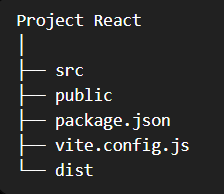 Project React
│
├── src
├── public
├── package.json
├── vite.config.js
└── dist